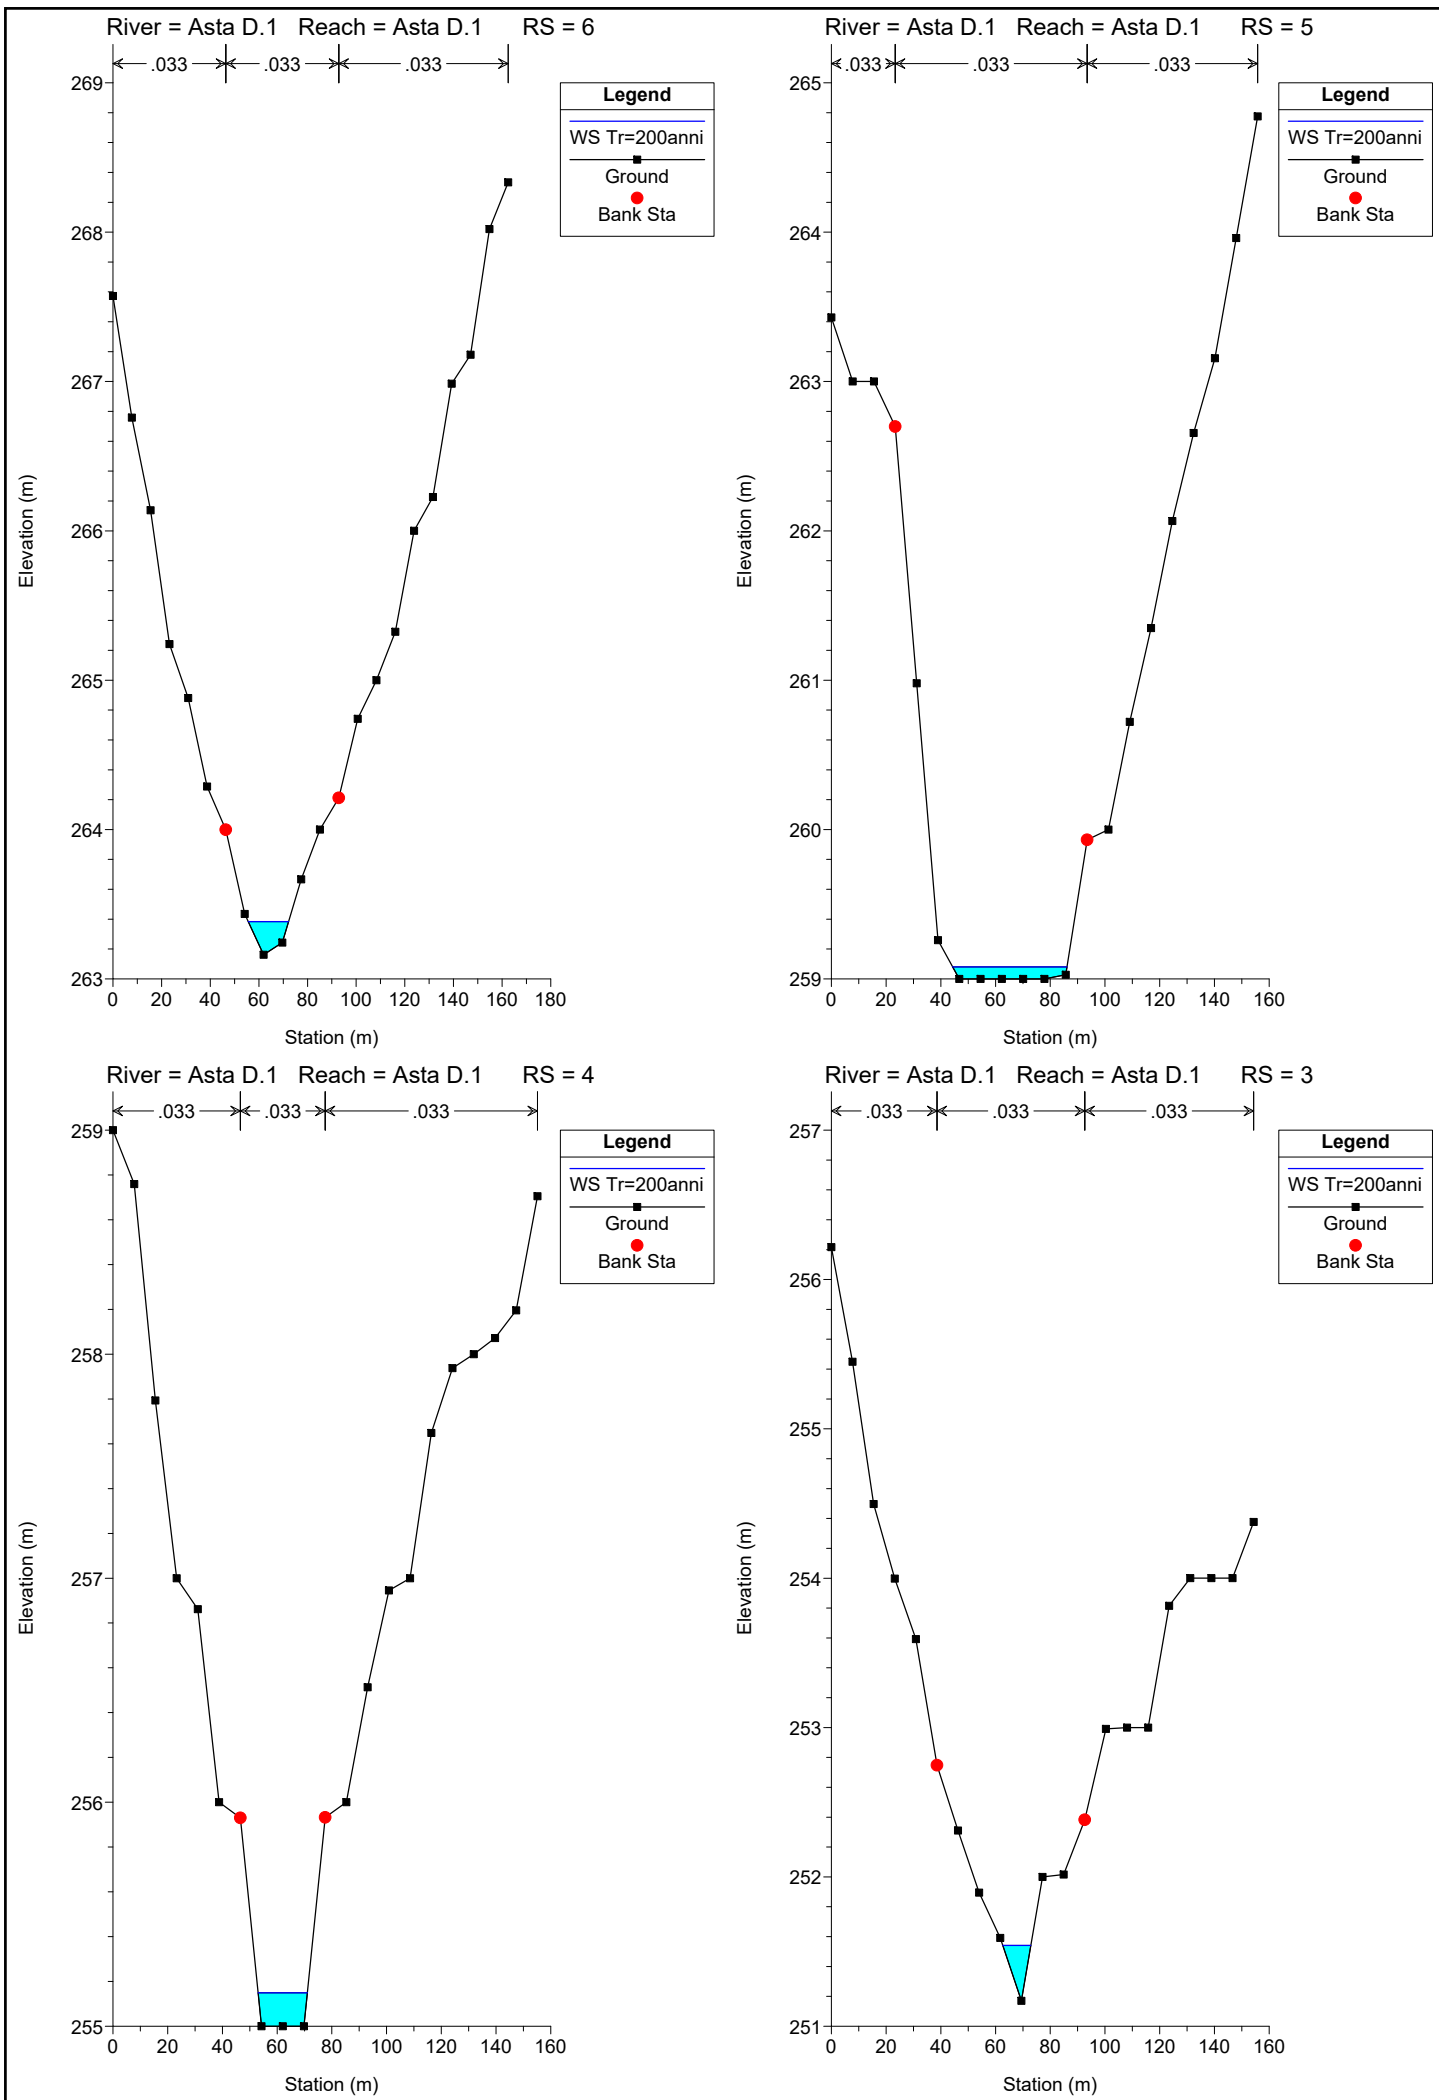 River = Asta D.1 Reach = Asta D.1 RS = 6
.033 .033 .033
Legend
WS Tr=200anni
Ground
Bank Sta
269
268
267
266
265
264
263
Elevation (m)
0 20 40 60 80 100 120 140 160 180
Station (m)
River = Asta D.1 Reach = Asta D.1 RS = 5
.033 .033 .033
Legend
WS Tr=200anni
Ground
Bank Sta
265
264
263
262
261
260
259
Elevation (m)
0 20 40 60 80 100 120 140 160
Station (m)
River = Asta D.1 Reach = Asta D.1 RS = 4
.033 .033 .033
Legend
WS Tr=200anni
Ground
Bank Sta
259
258
257
256
255
Elevation (m)
0 20 40 60 80 100 120 140 160
Station (m)
River = Asta D.1 Reach = Asta D.1 RS = 3
.033 .033 .033
Legend
WS Tr=200anni
Ground
Bank Sta
257
256
255
254
253
252
251
Elevation (m)
0 20 40 60 80 100 120 140 160
Station (m)